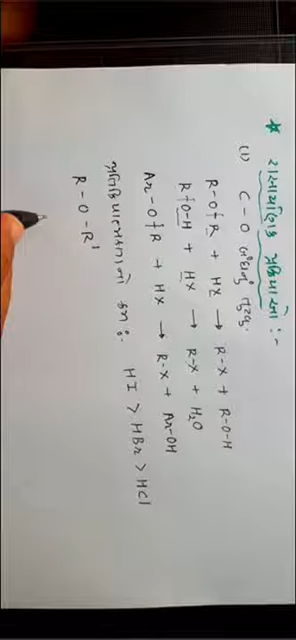 * રાસાયણિક પ્રક્રિયાઓ :-
(1) C - O બંધનું તૂટવું.
R-O-R + HX → R-X + R-O-H
R-O-H + HX → R-X + H₂O
Ar-O-R + HX → R-X + Ar-OH
પ્રતિક્રિયાત્મકતાનો ક્રમ : HI > HBr > HCl
R - O - R'